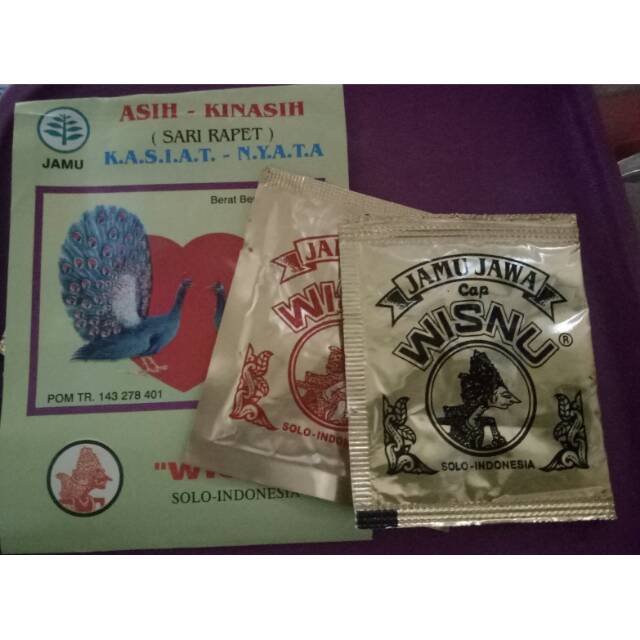 ASIH - KINASIH
( SARI RAPET )
K.A.S.I.A.T. - N.Y.A.T.A
JAMU
Berat
POM TR. 143 278 401
SOLO-INDONESIA
SOLO-INDONESIA
JAMU JAWA
Cap
WISNU®
SOLO-INDONESIA